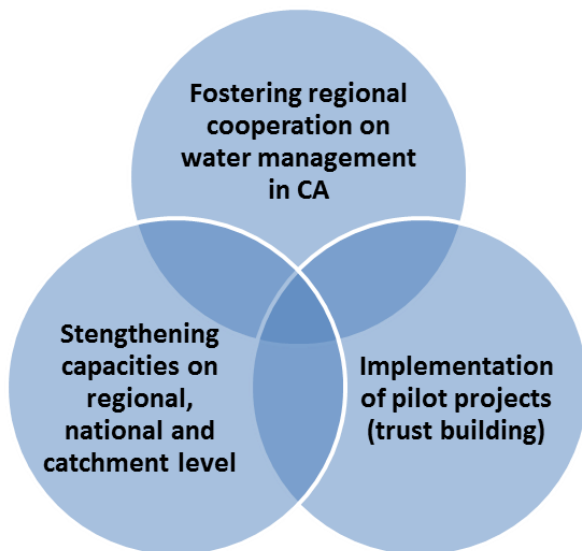 Fostering regional
cooperation on
water management
in CA
Stengthening
capacities on
regional,
national and
catchment level
Implementation
of pilot projects
(trust building)